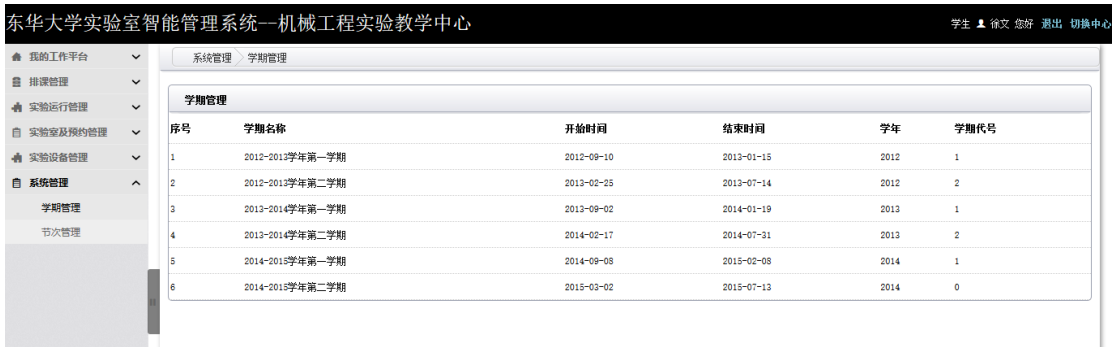 东华大学实验室智能管理系统--机械工程实验教学中心
学生 徐文 您好 退出 切换中心
我的工作平台
排课管理
实验运行管理
实验室及预约管理
实验设备管理
系统管理
学期管理
节次管理
系统管理 学期管理
学期管理
序号 学期名称 开始时间 结束时间 学年 学期代号
1 2012-2013学年第一学期 2012-09-10 2013-01-15 2012 1
2 2012-2013学年第二学期 2013-02-25 2013-07-14 2012 2
3 2013-2014学年第一学期 2013-09-02 2014-01-19 2013 1
4 2013-2014学年第二学期 2014-02-17 2014-07-31 2013 2
5 2014-2015学年第一学期 2014-09-08 2015-02-08 2014 1
6 2014-2015学年第二学期 2015-03-02 2015-07-13 2014 0